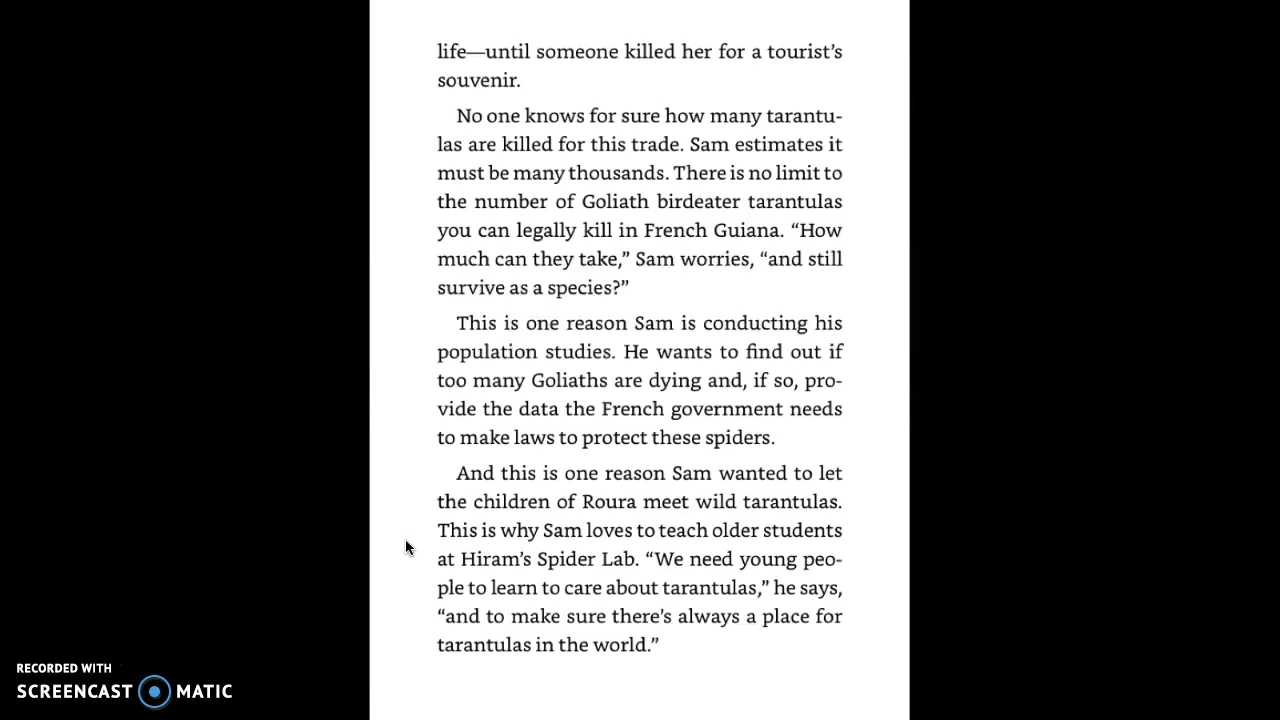 life—until someone killed her for a tourist’s
souvenir.
No one knows for sure how many tarantu-
las are killed for this trade. Sam estimates it
must be many thousands. There is no limit to
the number of Goliath birdeater tarantulas
you can legally kill in French Guiana. “How
much can they take,” Sam worries, “and still
survive as a species?”
This is one reason Sam is conducting his
population studies. He wants to find out if
too many Goliaths are dying and, if so, pro-
vide the data the French government needs
to make laws to protect these spiders.
And this is one reason Sam wanted to let
the children of Roura meet wild tarantulas.
This is why Sam loves to teach older students
at Hiram’s Spider Lab. “We need young peo-
ple to learn to care about tarantulas,” he says,
“and to make sure there’s always a place for
tarantulas in the world.”
RECORDED WITH
SCREENCAST MATIC